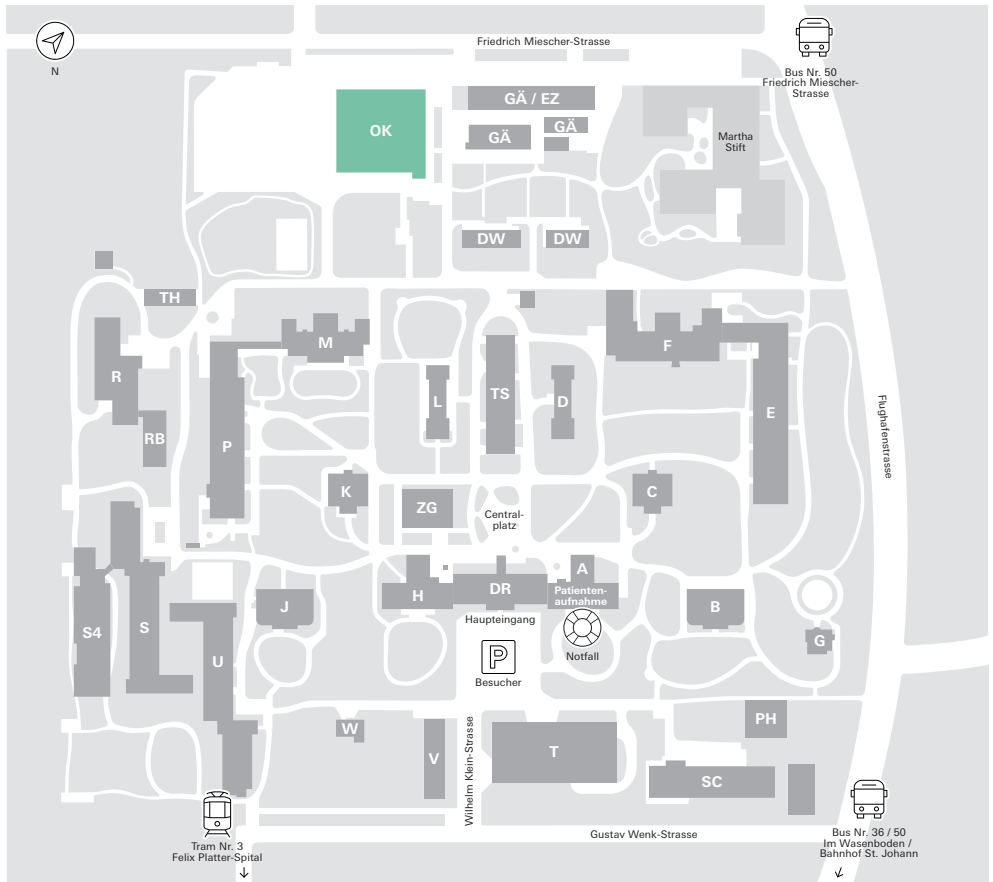 Friedrich Miescher-Strasse
N
Bus Nr. 50
Friedrich Miescher-
Strasse
GÄ / EZ
OK
GÄ
GÄ
Martha
Stift
DW
DW
TH
M
F
R
L
TS
D
E
RB
P
Flughafenstrasse
K
C
ZG
Central-
platz
A
H
DR
Patienten-
aufnahme
J
B
Haupteingang
S4
S
G
U
Notfall
P
Besucher
W
V
Wilhelm Klein-Strasse
T
PH
SC
Gustav Wenk-Strasse
Tram Nr. 3
Felix Platter-Spital
Bus Nr. 36 / 50
Im Wasenboden /
Bahnhof St. Johann